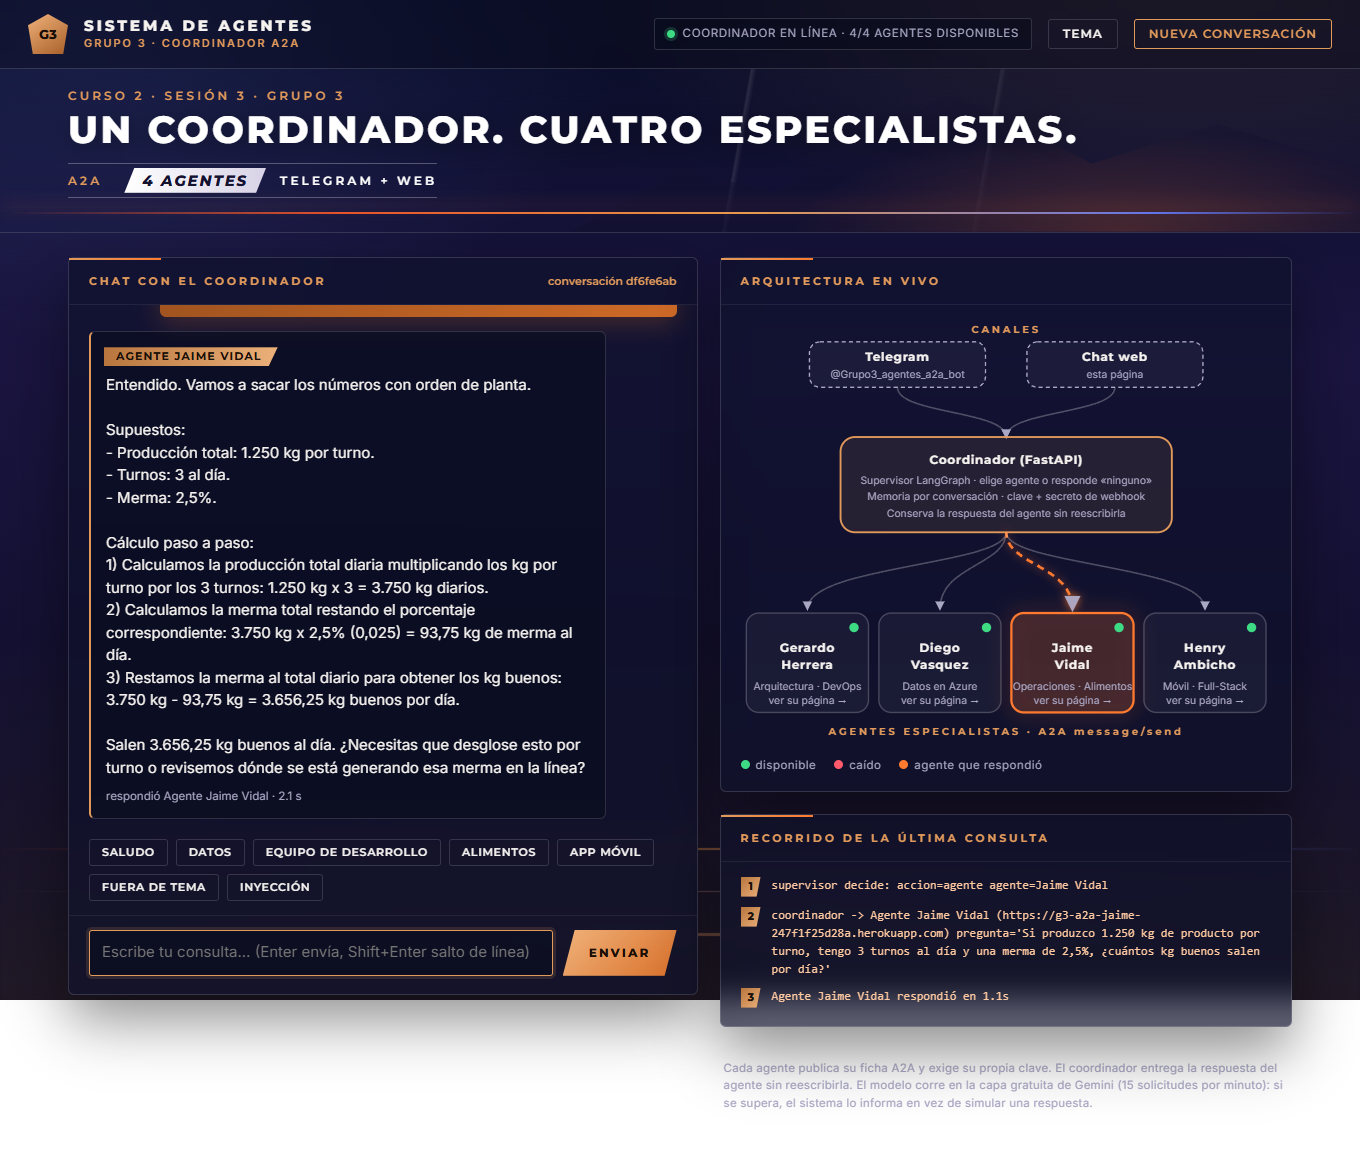 G3
SISTEMA DE AGENTES
GRUPO 3 · COORDINADOR A2A
COORDINADOR EN LÍNEA · 4/4 AGENTES DISPONIBLES
TEMA
NUEVA CONVERSACIÓN
CURSO 2 · SESIÓN 3 · GRUPO 3
UN COORDINADOR. CUATRO ESPECIALISTAS.
A2A
4 AGENTES
TELEGRAM + WEB
CHAT CON EL COORDINADOR
conversación df6fe6ab
AGENTE JAIME VIDAL
Entendido. Vamos a sacar los números con orden de planta.
Supuestos:
- Producción total: 1.250 kg por turno.
- Turnos: 3 al día.
- Merma: 2,5%.
Cálculo paso a paso:
1) Calculamos la producción total diaria multiplicando los kg por
turno por los 3 turnos: 1.250 kg x 3 = 3.750 kg diarios.
2) Calculamos la merma total restando el porcentaje
correspondiente: 3.750 kg x 2,5% (0,025) = 93,75 kg de merma al
día.
3) Restamos la merma al total diario para obtener los kg buenos:
3.750 kg - 93,75 kg = 3.656,25 kg buenos por día.
Salen 3.656,25 kg buenos al día. ¿Necesitas que desglose esto por
turno o revisemos dónde se está generando esa merma en la línea?
respondió Agente Jaime Vidal · 2.1 s
SALUDO
DATOS
EQUIPO DE DESARROLLO
ALIMENTOS
APP MÓVIL
FUERA DE TEMA
INYECCIÓN
Escribe tu consulta... (Enter envía, Shift+Enter salto de línea)
ENVIAR
ARQUITECTURA EN VIVO
CANALES
Telegram
@Grupo3_agentes_a2a_bot
Chat web
esta página
Coordinador (FastAPI)
Supervisor LangGraph · elige agente o responde «ninguno»
Memoria por conversación · clave + secreto de webhook
Conserva la respuesta del agente sin reescribirla
Gerardo
Herrera
Arquitectura · DevOps
ver su página →
Diego
Vasquez
Datos en Azure
ver su página →
Jaime
Vidal
Operaciones · Alimentos
ver su página →
Henry
Ambicho
Móvil · Full-Stack
ver su página →
AGENTES ESPECIALISTAS · A2A message/send
disponible
caído
agente que respondió
RECORRIDO DE LA ÚLTIMA CONSULTA
1 supervisor decide: accion=agente agente=Jaime Vidal
2 coordinador -> Agente Jaime Vidal (https://g3-a2a-jaime-
247f1f25d28a.herokuapp.com) pregunta='Si produzco 1.250 kg de producto por
turno, tengo 3 turnos al día y una merma de 2,5%, ¿cuántos kg buenos salen
por día?'
3 Agente Jaime Vidal respondió en 1.1s
Cada agente publica su ficha A2A y exige su propia clave. El coordinador entrega la respuesta del
agente sin reescribirla. El modelo corre en la capa gratuita de Gemini (15 solicitudes por minuto): si
se supera, el sistema lo informa en vez de simular una respuesta.